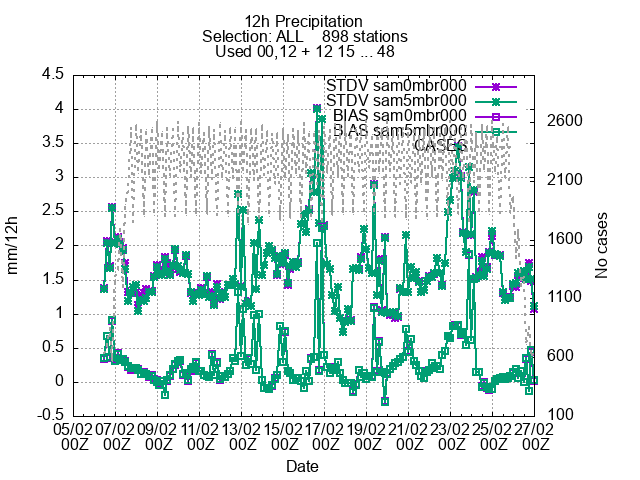 12h Precipitation
Selection: ALL 898 stations
Used 00,12 + 12 15 ... 48
STDV sam0mbr000
STDV sam5mbr000
BIAS sam0mbr000
BIAS sam5mbr000
CASES
4.5
4
3.5
3
2.5
2
1.5
1
0.5
0
-0.5
mm/12h
2600
2100
1600
1100
600
100
No cases
05/02 07/02 09/02 11/02 13/02 15/02 17/02 19/02 21/02 23/02 25/02 27/02
00Z 00Z 00Z 00Z 00Z 00Z 00Z 00Z 00Z 00Z 00Z 00Z
Date